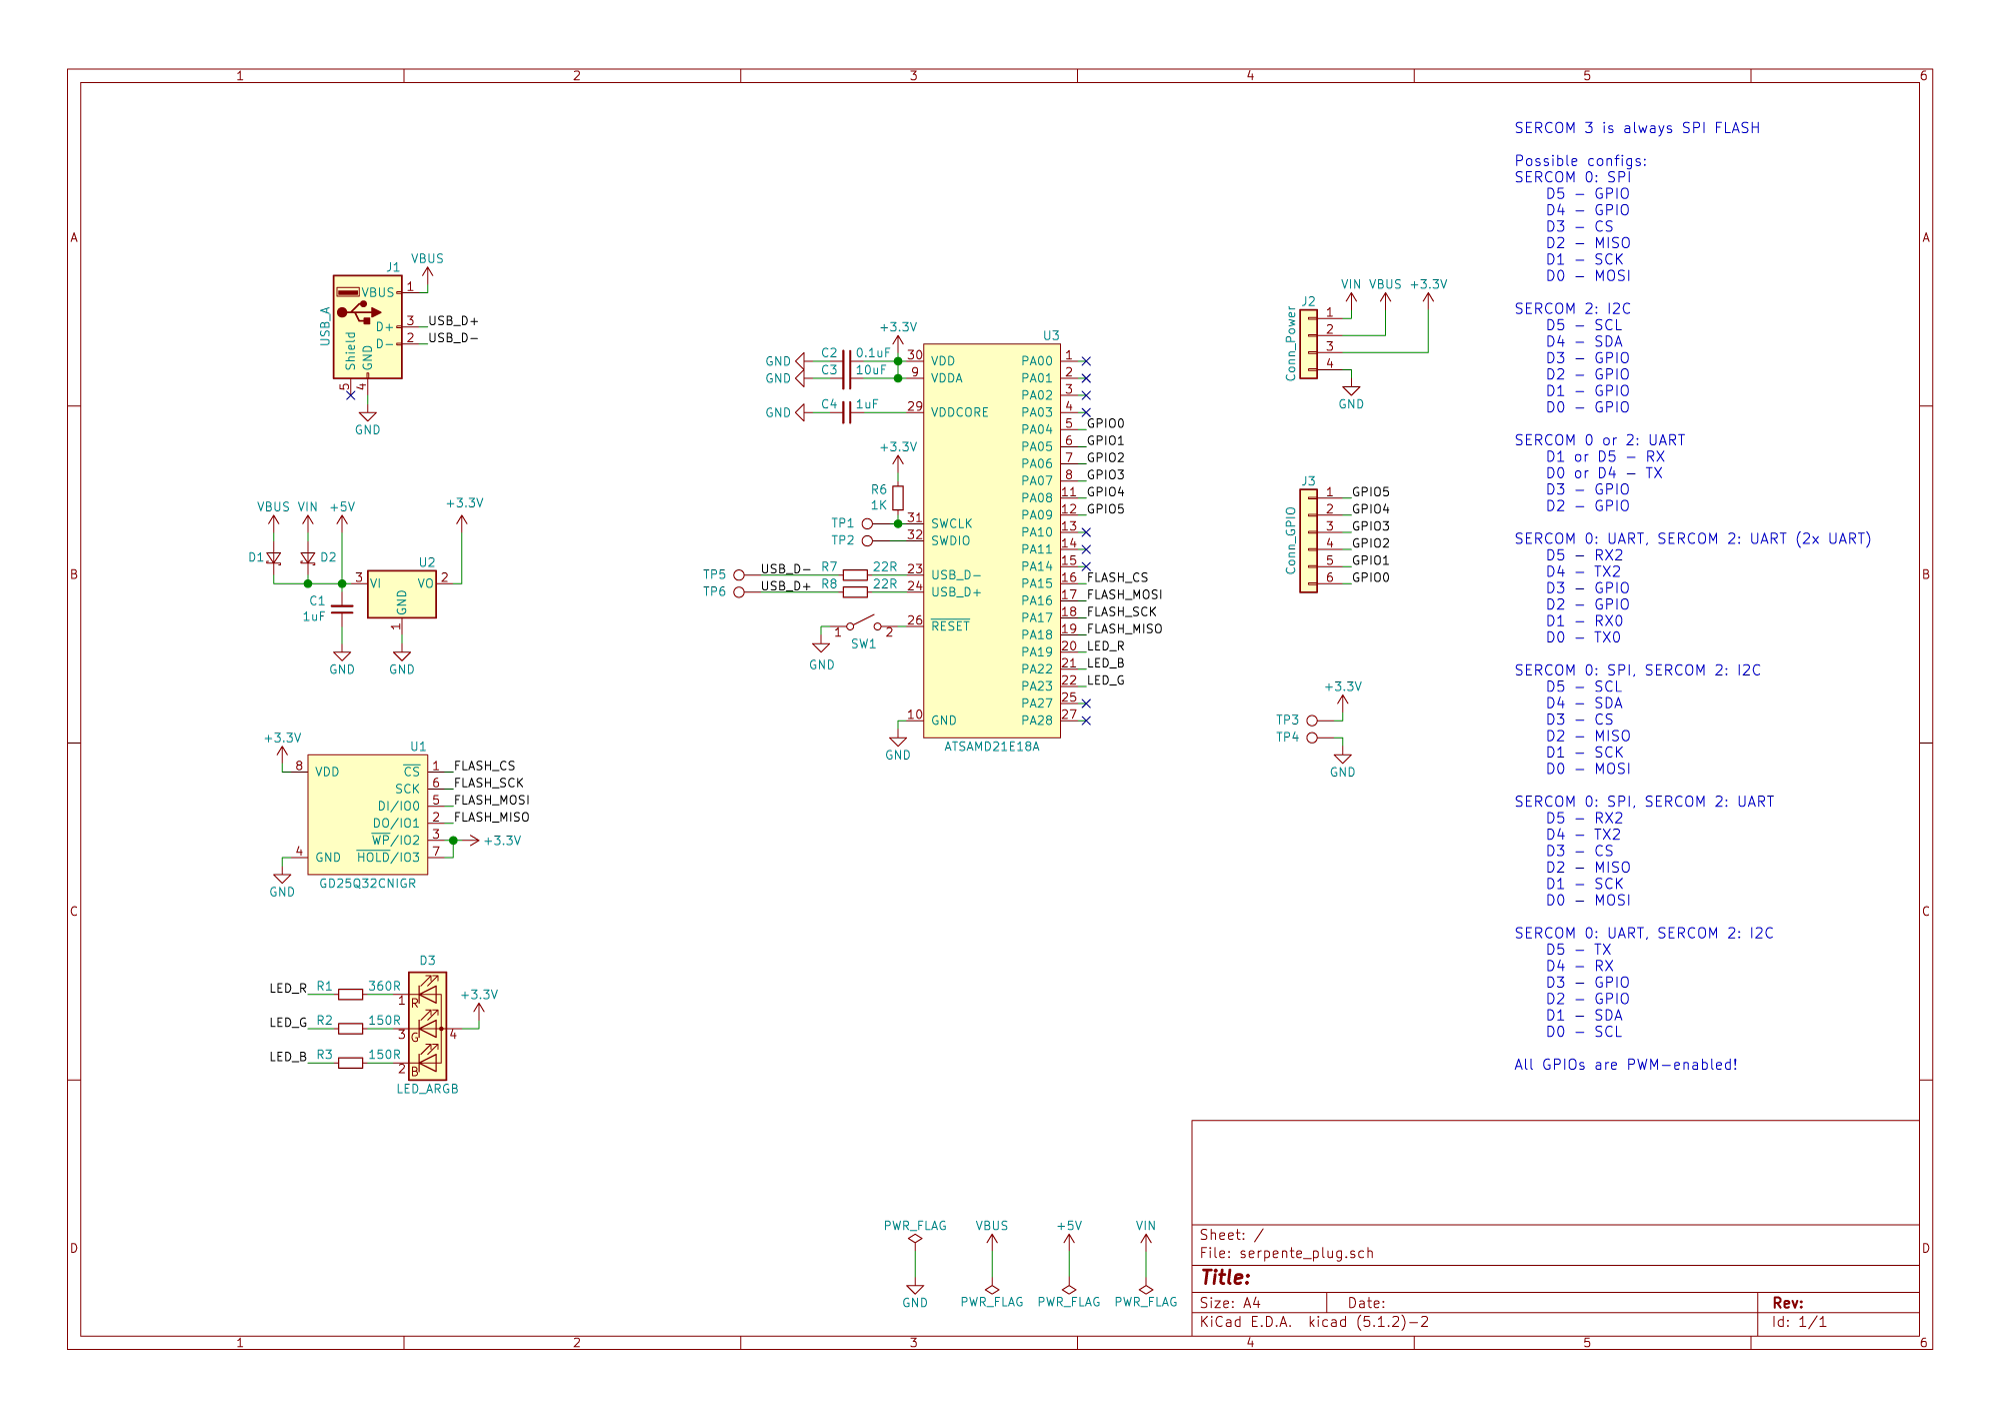 1 2 3 4 5 6
A
B
C
D
A
B
C
D
1 2 3 4 5 6
J1
VBUS
USB_A
VBUS 1
D+ 3 USB_D+
D- 2 USB_D-
Shield 5
GND 4
GND
VBUS VIN +5V +3.3V
D1 D2
U2
3 VI VO 2
GND
1
C1
1uF
GND GND
+3.3V
U1
8 VDD
4 GND
GND
CS 1 FLASH_CS
SCK 6 FLASH_SCK
DI/IO0 5 FLASH_MOSI
DO/IO1 2 FLASH_MISO
WP/IO2 3 +3.3V
HOLD/IO3 7
GD25Q32CNIGR
D3
LED_R R1 360R 1 R
LED_G R2 150R 3 G 4 +3.3V
LED_B R3 150R 2 B
LED_ARGB
+3.3V
U3
GND C2 0.1uF 30 VDD
GND C3 10uF 9 VDDA
GND C4 1uF 29 VDDCORE
+3.3V
R6
1K
TP1 31 SWCLK
TP2 32 SWDIO
TP5 USB_D- R7 22R 23 USB_D-
TP6 USB_D+ R8 22R 24 USB_D+
1 2 26 RESET
SW1
GND
10 GND
GND
PA00 1
PA01 2
PA02 3
PA03 4
PA04 5 GPIO0
PA05 6 GPIO1
PA06 7 GPIO2
PA07 8 GPIO3
PA08 11 GPIO4
PA09 12 GPIO5
PA10 13
PA11 14
PA14 15
PA15 16 FLASH_CS
PA16 17 FLASH_MOSI
PA17 18 FLASH_SCK
PA18 19 FLASH_MISO
PA19 20 LED_R
PA22 21 LED_B
PA23 22 LED_G
PA27 25
PA28 27
ATSAMD21E18A
VIN VBUS +3.3V
J2
Conn_Power
1
2
3
4
GND
J3
Conn_GPIO
1 GPIO5
2 GPIO4
3 GPIO3
4 GPIO2
5 GPIO1
6 GPIO0
+3.3V
TP3
TP4
GND
SERCOM 3 is always SPI FLASH
Possible configs:
SERCOM 0: SPI
D5 - GPIO
D4 - GPIO
D3 - CS
D2 - MISO
D1 - SCK
D0 - MOSI
SERCOM 2: I2C
D5 - SCL
D4 - SDA
D3 - GPIO
D2 - GPIO
D1 - GPIO
D0 - GPIO
SERCOM 0 or 2: UART
D1 or D5 - RX
D0 or D4 - TX
D3 - GPIO
D2 - GPIO
SERCOM 0: UART, SERCOM 2: UART (2x UART)
D5 - RX2
D4 - TX2
D3 - GPIO
D2 - GPIO
D1 - RX0
D0 - TX0
SERCOM 0: SPI, SERCOM 2: I2C
D5 - SCL
D4 - SDA
D3 - CS
D2 - MISO
D1 - SCK
D0 - MOSI
SERCOM 0: SPI, SERCOM 2: UART
D5 - RX2
D4 - TX2
D3 - CS
D2 - MISO
D1 - SCK
D0 - MOSI
SERCOM 0: UART, SERCOM 2: I2C
D5 - TX
D4 - RX
D3 - GPIO
D2 - GPIO
D1 - SDA
D0 - SCL
All GPIOs are PWM-enabled!
PWR_FLAG VBUS +5V VIN
GND PWR_FLAG PWR_FLAG PWR_FLAG
Sheet: /
File: serpente_plug.sch
Title:
Size: A4 Date: Rev:
KiCad E.D.A. kicad (5.1.2)-2 Id: 1/1